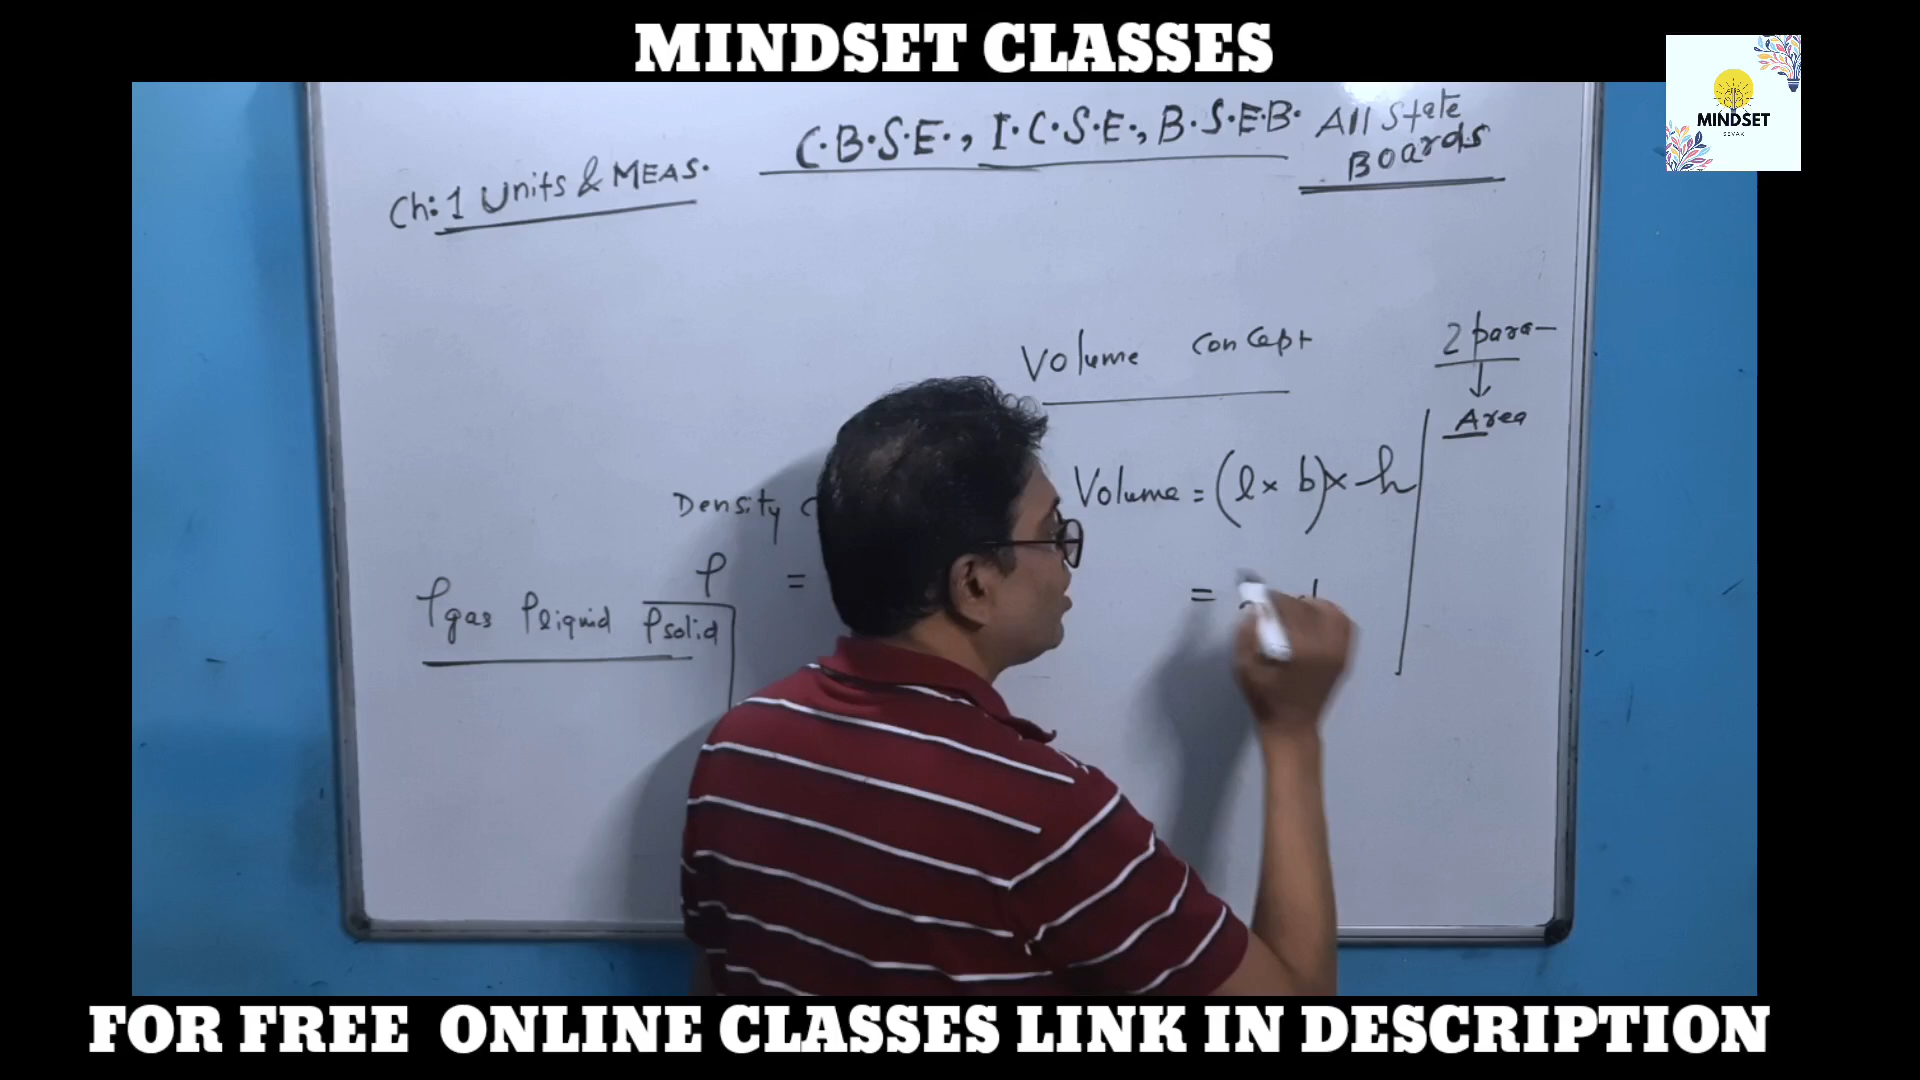 MINDSET CLASSES
MINDSET
SEVAK
C.B.S.E., I.C.S.E., B.S.E.B. All State
Boards
Ch: 1 Units & MEAS.
Volume concept
2 para-
↓
Area
Density
Volume = (l × b) × h
ρ =
=
ρgas ρliquid ρsolid
FOR FREE ONLINE CLASSES LINK IN DESCRIPTION